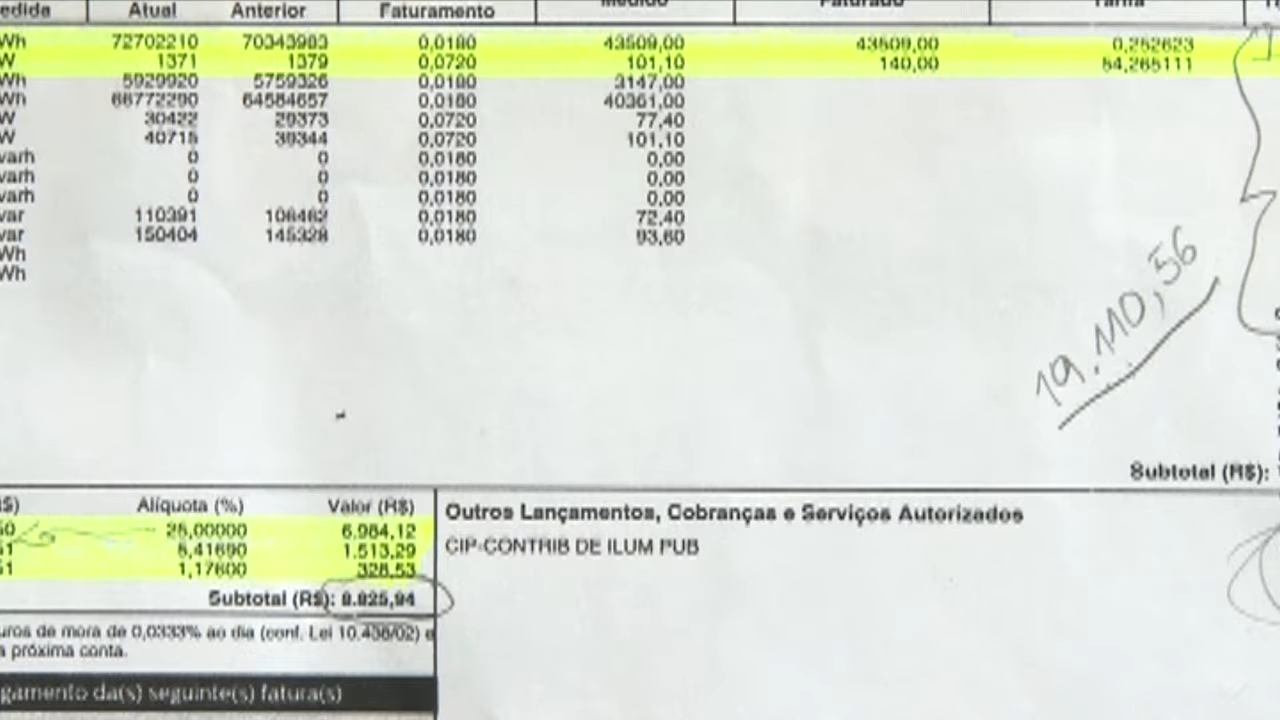 edida Atual Anterior Faturamento Medido Faturado Tarifa
Wh 72702210 70343983 0,0180 43509,00 43509,00 0,252623
W 1371 1379 0,0720 101,10 140,00
Wh 5929920 5759326 0,0180 3147,00
Wh 66772290 64584657 0,0180 40361,00
W 30422 29373 0,0720 77,40
W 40718 39344 0,0720 101,10
varh 0 0 0,0180 0,00
varh 0 0 0,0180 0,00
varh 0 0 0,0180 0,00
var 110391 106462 0,0180 72,40
var 150404 145328 0,0180 93,60
Wh
Wh
19.110,56
Subtotal (R$):
$) Alíquota (%) Valor (R$)
6.984,12
1.513,29
1,17600 328,53
Subtotal (R$): 8.825,94
Outros Lançamentos, Cobranças e Serviços Autorizados
CIP-CONTRIB DE ILUM PUB
uros de mora de 0,0333% ao dia (conf. Lei 10.438/02) e
a próxima conta.
gamento da(s) seguinte(s) fatura(s)